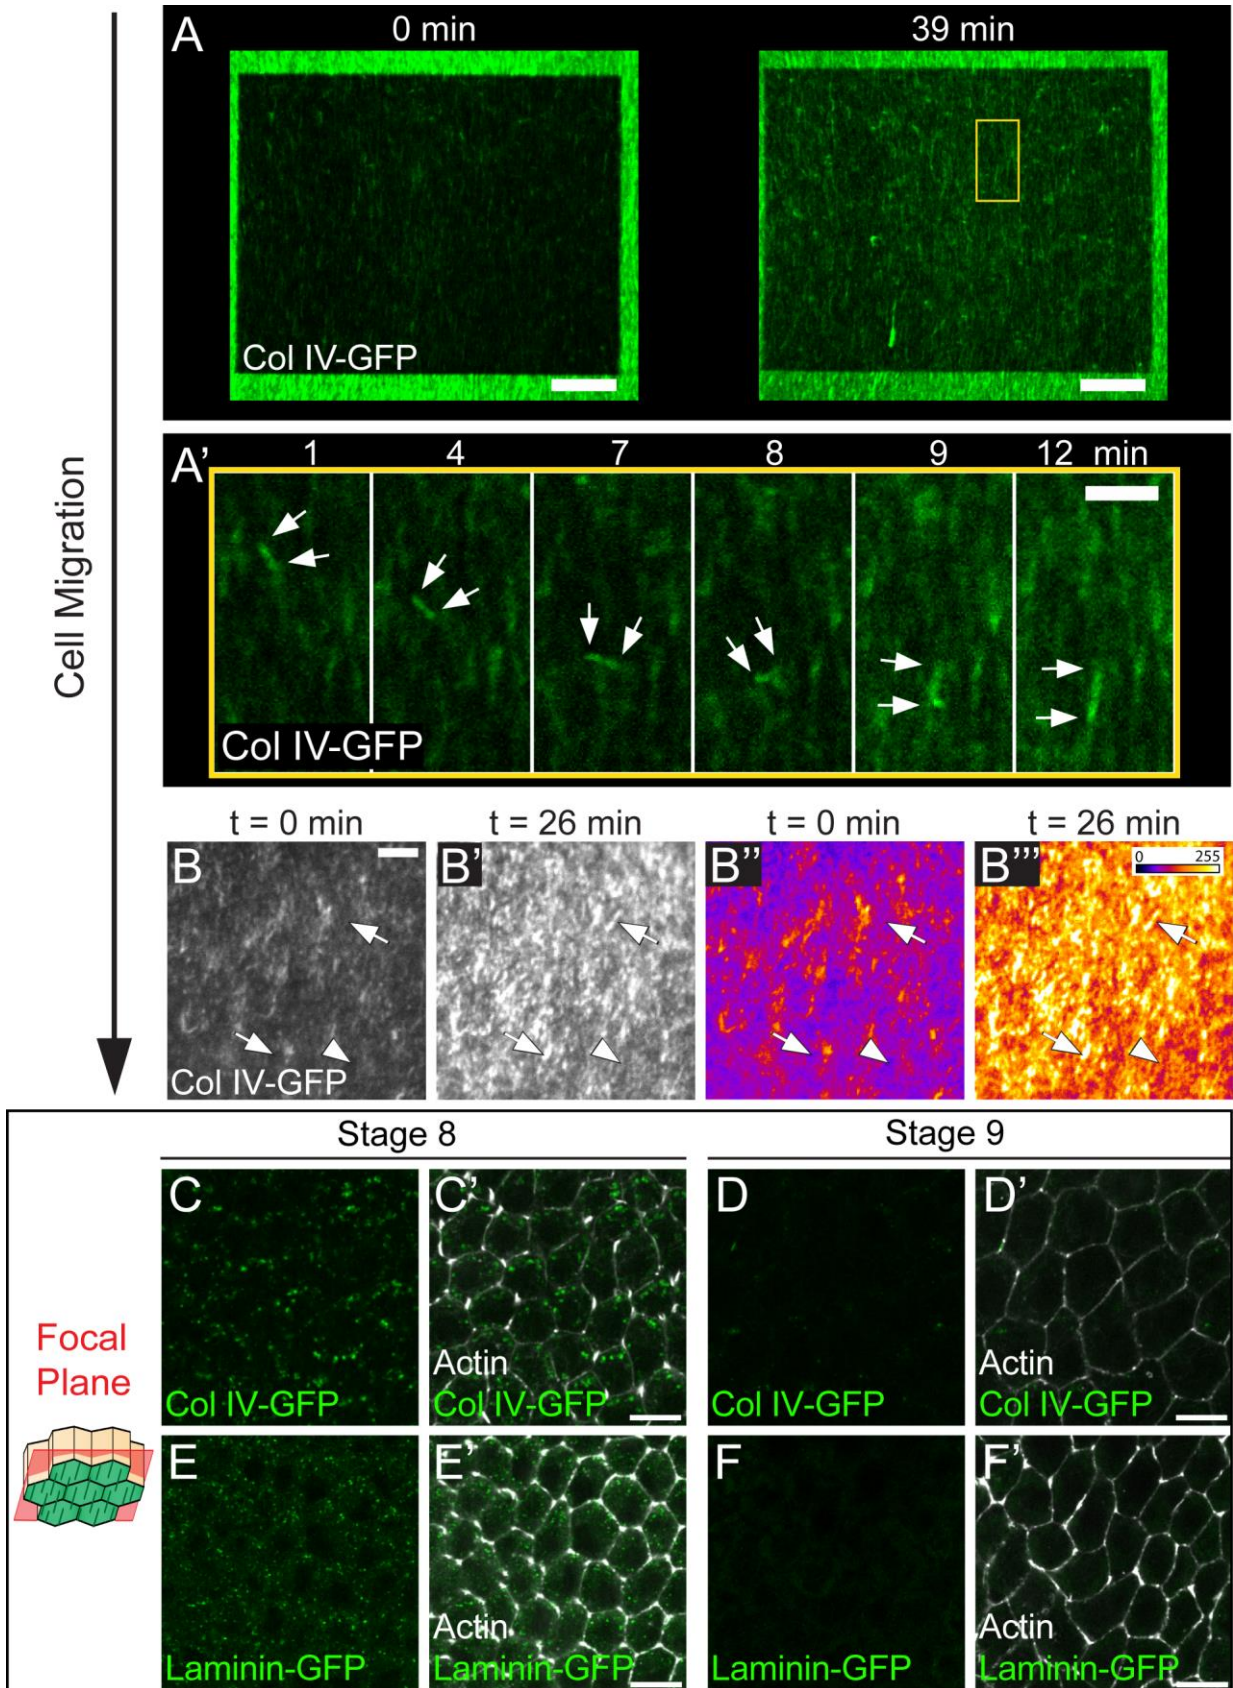 Cell Migration
A
0 min
39 min
Col IV-GFP
A'
1 4 7 8 9 12 min
Col IV-GFP
t = 0 min
t = 26 min
t = 0 min
t = 26 min
B
B'
B''
B'''
0 255
Col IV-GFP
Stage 8
Stage 9
Focal
Plane
C
Col IV-GFP
C'
Actin
Col IV-GFP
D
Col IV-GFP
D'
Actin
Col IV-GFP
E
Laminin-GFP
E'
Actin
Laminin-GFP
F
Laminin-GFP
F'
Actin
Laminin-GFP